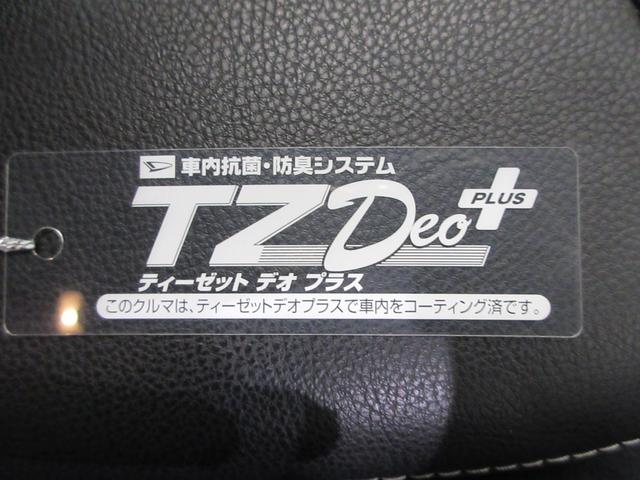 車内抗菌・防臭システム
TZ Deo PLUS
ティーゼット デオ プラス
このクルマは、ティーゼットデオプラスで車内をコーティング済です。